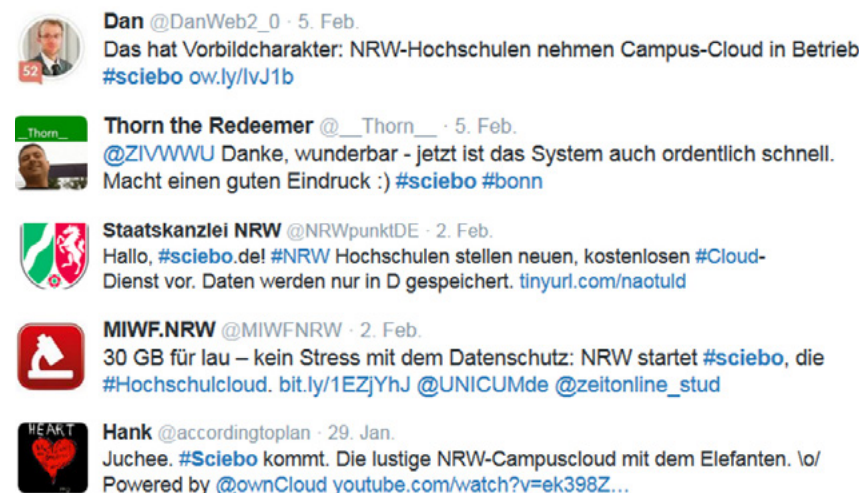 Dan @DanWeb2_0 · 5. Feb.
Das hat Vorbildcharakter: NRW-Hochschulen nehmen Campus-Cloud in Betrieb
#sciebo ow.ly/IvJ1b
52
__Thorn__
Thorn the Redeemer @__Thorn__ · 5. Feb.
@ZIVWWU Danke, wunderbar - jetzt ist das System auch ordentlich schnell.
Macht einen guten Eindruck :) #sciebo #bonn
Staatskanzlei NRW @NRWpunktDE · 2. Feb.
Hallo, #sciebo.de! #NRW Hochschulen stellen neuen, kostenlosen #Cloud-
Dienst vor. Daten werden nur in D gespeichert. tinyurl.com/naotuld
MIWF.NRW @MIWFNRW · 2. Feb.
30 GB für lau – kein Stress mit dem Datenschutz: NRW startet #sciebo, die
#Hochschulcloud. bit.ly/1EZjYhJ @UNICUMde @zeitonline_stud
HEART
Hank @accordingtoplan · 29. Jan.
Juchee. #Sciebo kommt. Die lustige NRW-Campuscloud mit dem Elefanten. \o/
Powered by @ownCloud youtube.com/watch?v=ek398Z…